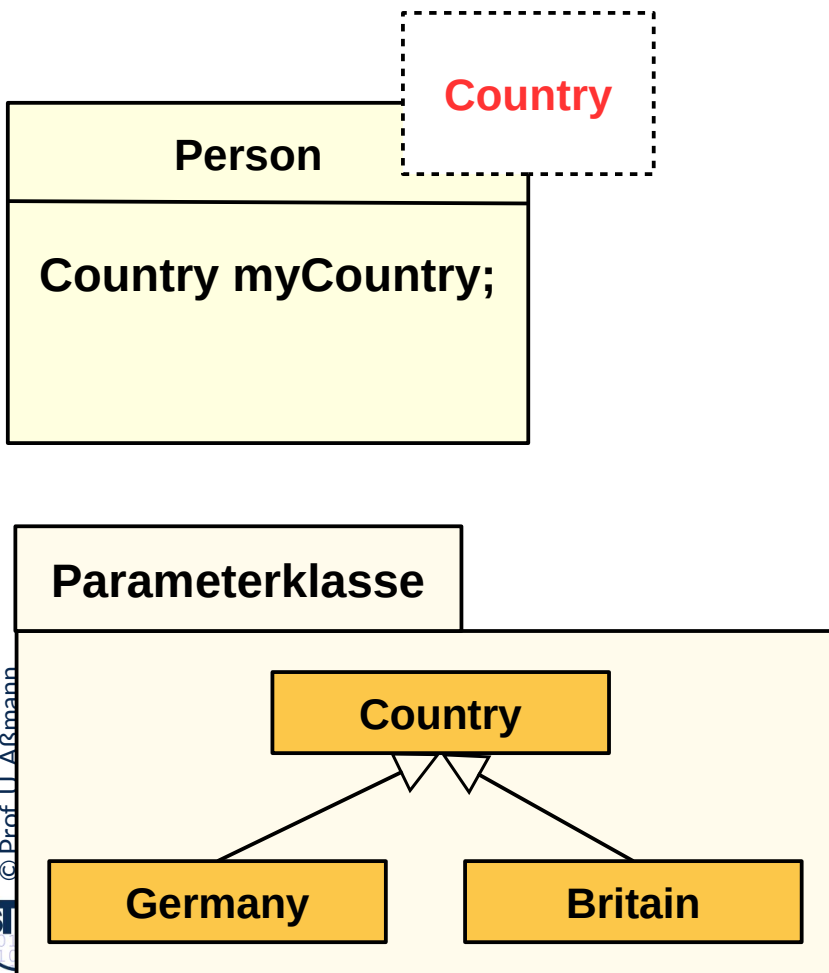 Country
Person
Country myCountry;
Parameterklasse
Country
Germany
Britain
© Prof. U. Aßmann